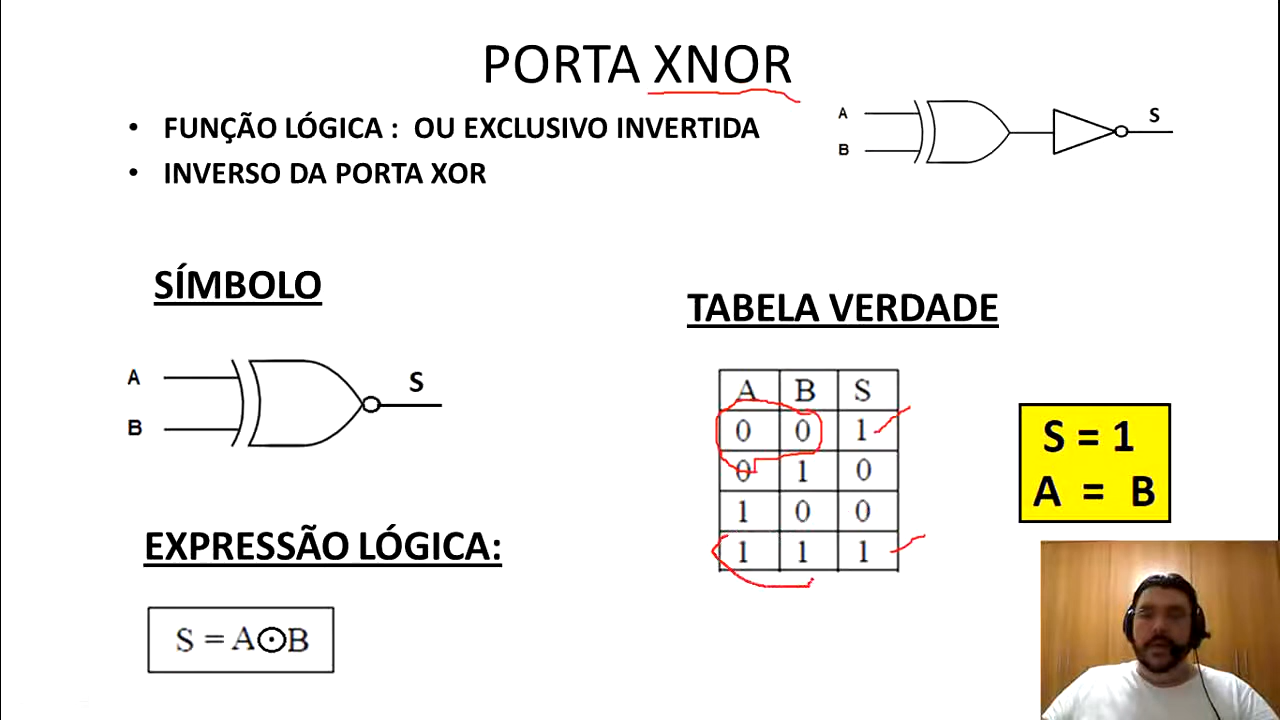 PORTA XNOR
• FUNÇÃO LÓGICA : OU EXCLUSIVO INVERTIDA
• INVERSO DA PORTA XOR
A
B
S
SÍMBOLO
A
B
S
TABELA VERDADE
A B S
0 0 1
0 1 0
1 0 0
1 1 1
S = 1
A = B
EXPRESSÃO LÓGICA:
S = A⊙B